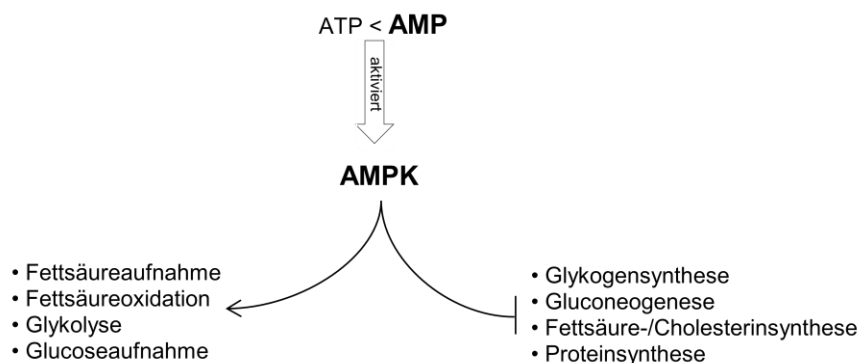 ATP < AMP
aktiviert
AMPK
• Fettsäureaufnahme
• Fettsäureoxidation
• Glykolyse
• Glucoseaufnahme
• Glykogensynthese
• Gluconeogenese
• Fettsäure-/Cholesterinsynthese
• Proteinsynthese